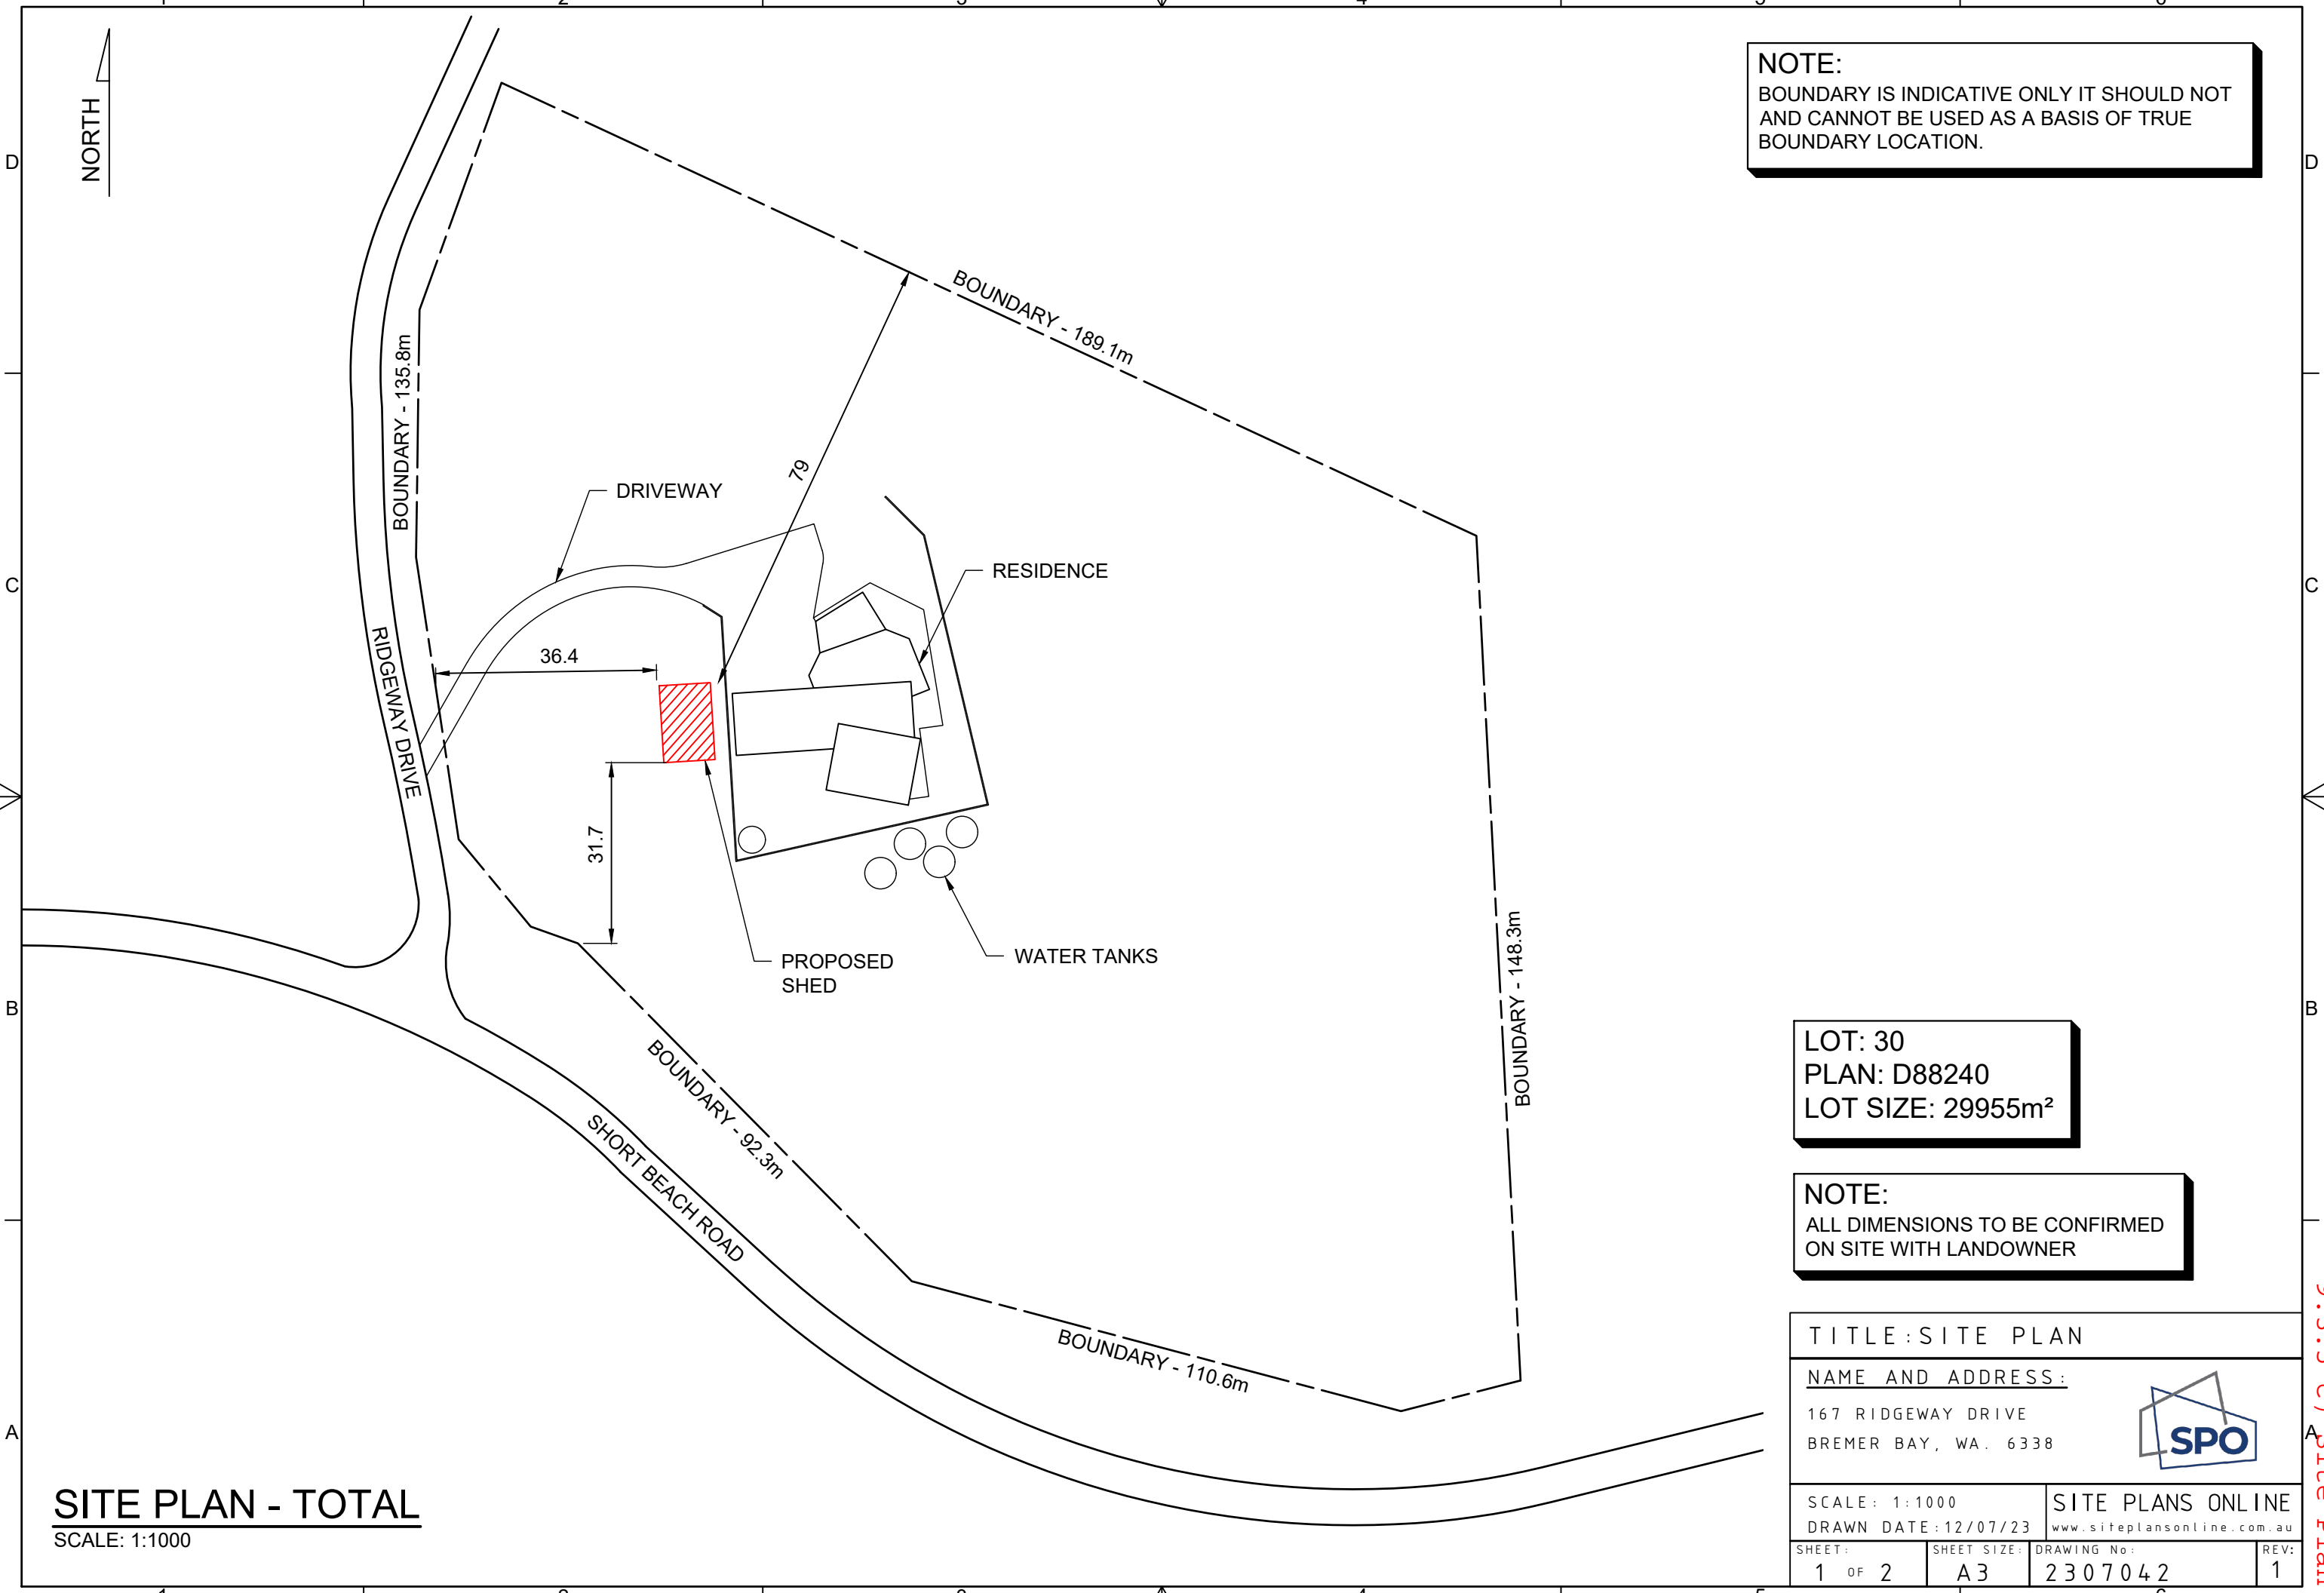 NORTH
NOTE:
BOUNDARY IS INDICATIVE ONLY IT SHOULD NOT
AND CANNOT BE USED AS A BASIS OF TRUE
BOUNDARY LOCATION.
D
D
BOUNDARY - 189.1m
BOUNDARY - 135.8m
79
DRIVEWAY
RESIDENCE
C
C
36.4
RIDGEWAY DRIVE
31.7
PROPOSED
SHED
WATER TANKS
BOUNDARY - 148.3m
B
B
BOUNDARY - 92.3m
SHORT BEACH ROAD
BOUNDARY - 110.6m
LOT: 30
PLAN: D88240
LOT SIZE: 29955m²
NOTE:
ALL DIMENSIONS TO BE CONFIRMED
ON SITE WITH LANDOWNER
TITLE:SITE PLAN
NAME AND ADDRESS:
167 RIDGEWAY DRIVE
BREMER BAY, WA. 6338
SPO
A
A
SITE PLAN - TOTAL
SCALE: 1:1000
SCALE: 1:1000
DRAWN DATE:12/07/23
SITE PLANS ONLINE
www.siteplansonline.com.au
SHEET:
1 OF 2
SHEET SIZE:
A3
DRAWING No:
2307042
REV:
1